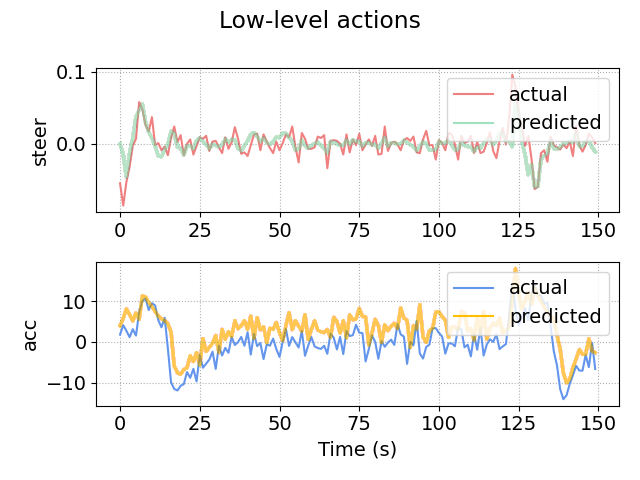 Low-level actions
0.1
0.0
steer
actual
predicted
0 25 50 75 100 125 150
10
0
−10
acc
actual
predicted
0 25 50 75 100 125 150
Time (s)